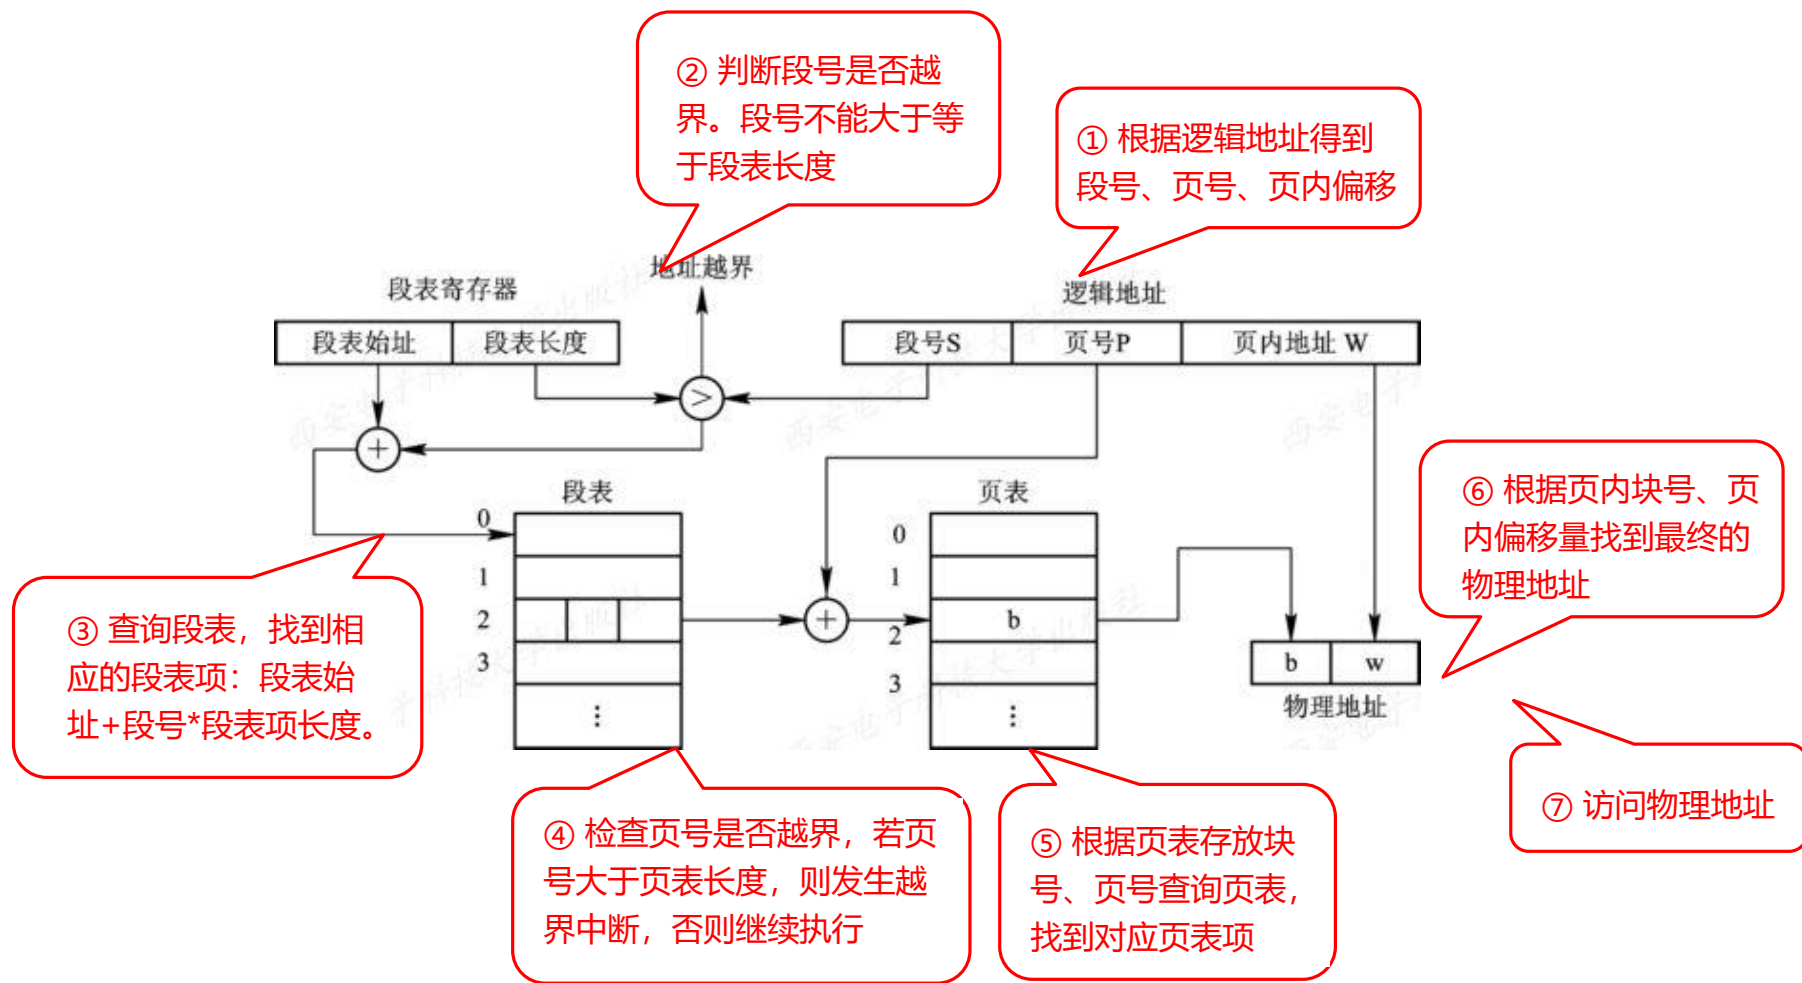 ② 判断段号是否越
界。段号不能大于等
于段表长度
① 根据逻辑地址得到
段号、页号、页内偏移
地址越界
段表寄存器
逻辑地址
段表始址 段表长度
段号S 页号P 页内地址 W
>
+
段表
页表
0
1
2
3
⋮
+
0
1
b
2
3
⋮
b w
物理地址
③ 查询段表，找到相
应的段表项：段表始
址+段号*段表项长度。
④ 检查页号是否越界，若页
号大于页表长度，则发生越
界中断，否则继续执行
⑤ 根据页表存放块
号、页号查询页表，
找到对应页表项
⑥ 根据页内块号、页
内偏移量找到最终的
物理地址
⑦ 访问物理地址